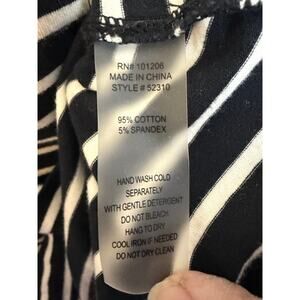 RN# 101206
MADE IN CHINA
STYLE # 52310
95% COTTON
5% SPANDEX
HAND WASH COLD
SEPARATELY
WITH GENTLE DETERGENT
DO NOT BLEACH
HANG TO DRY
COOL IRON IF NEEDED
DO NOT DRY CLEAN